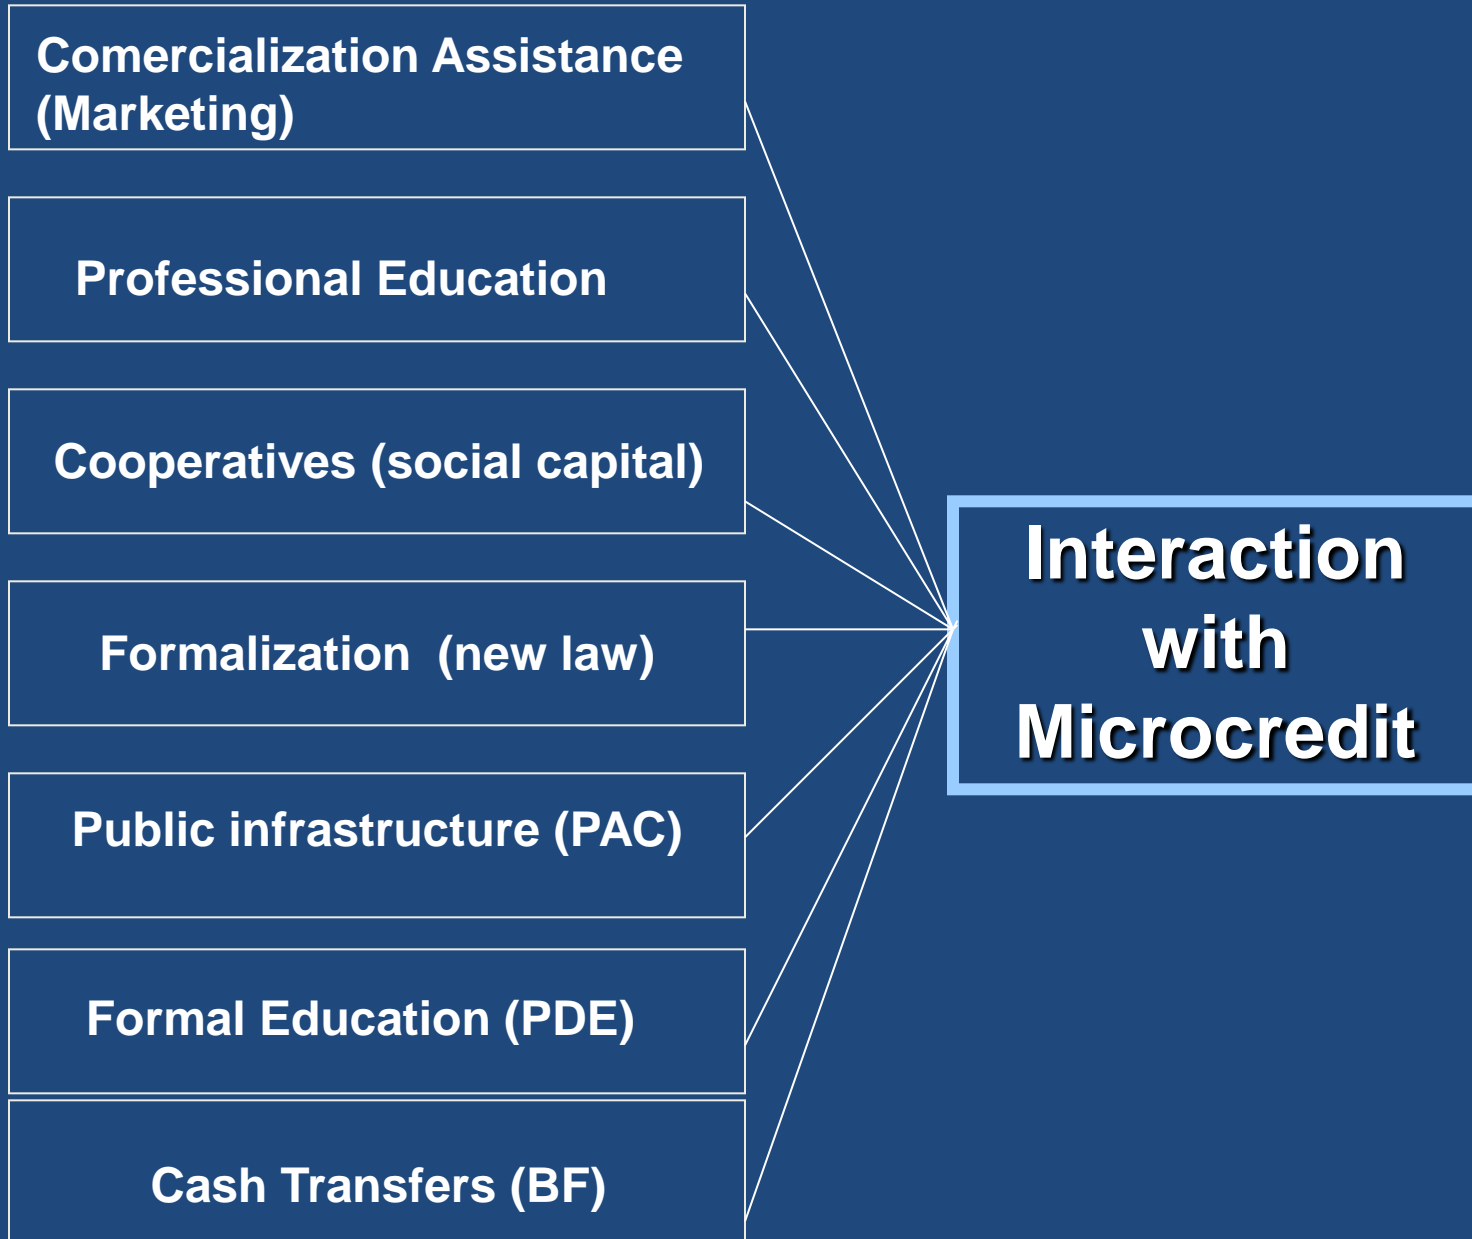 Comercialization Assistance
(Marketing)
Professional Education
Cooperatives (social capital)
Formalization  (new law)
Public infrastructure (PAC)
Formal Education (PDE)
Cash Transfers (BF)
Interaction
with
Microcredit